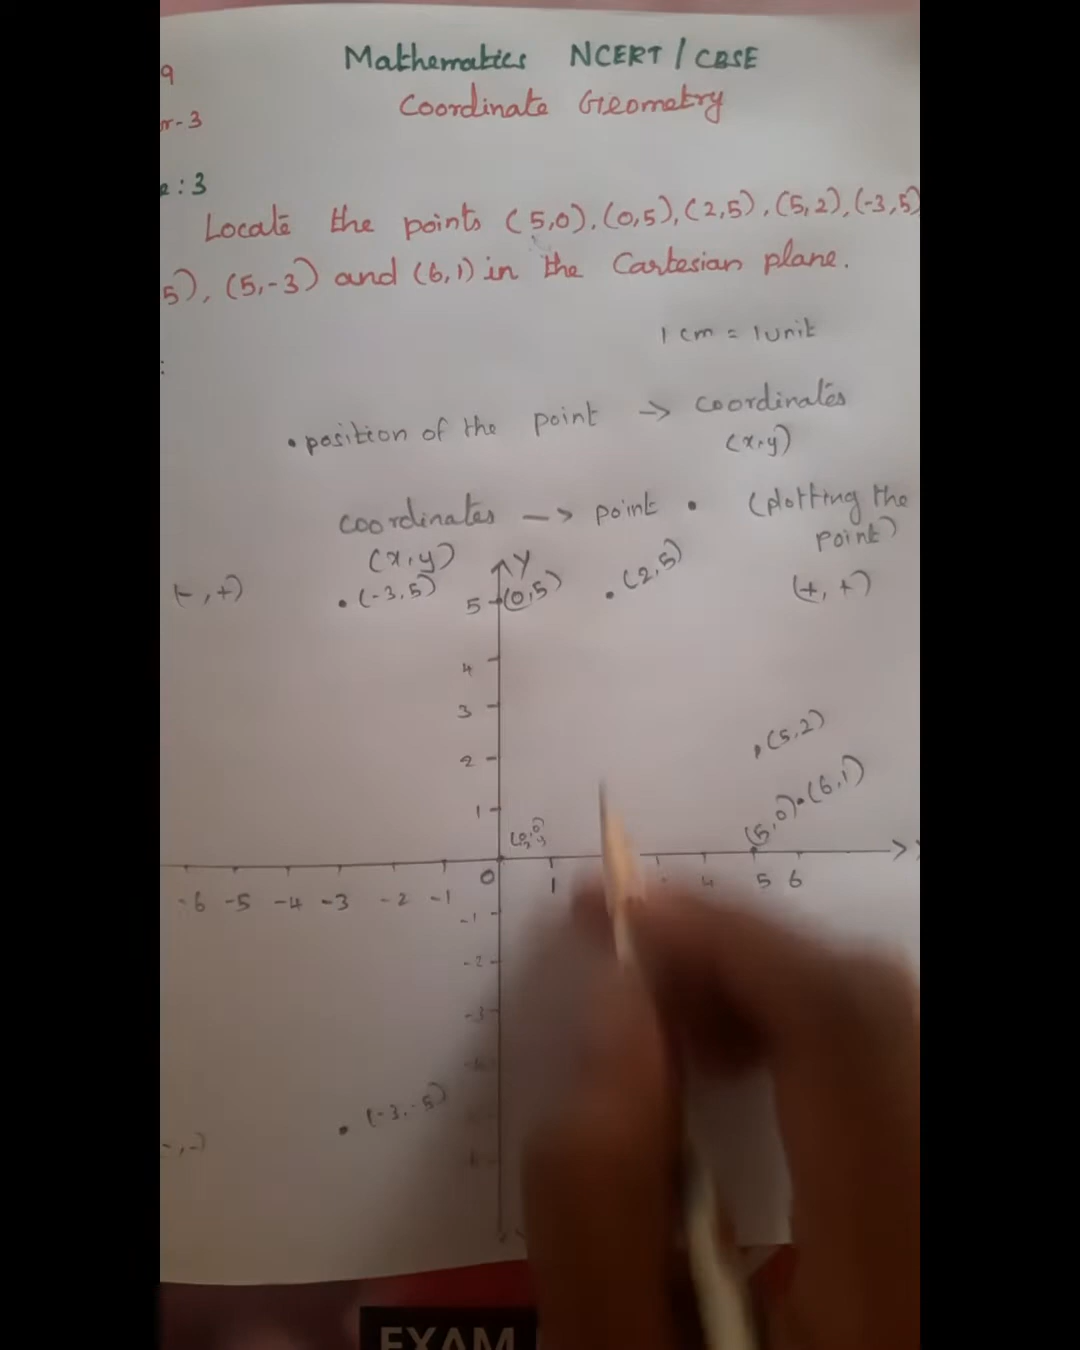 9
Mathematics NCERT / CBSE
r-3
Coordinate Geometry
e : 3
Locate the points (5,0), (0,5), (2,5), (5,2), (-3,5)
5), (5,-3) and (6,1) in the Cartesian plane.
1 cm = 1 unit
:
• position of the point -> coordinates
(x,y)
coordinates -> point • (plotting the
point)
(x,y)
Y
(-,+)
(-3,5)
5
(0,5)
(2,5)
(+,+)
4
3
2
(5,2)
1
(6,1)
(5,0)
(0,0)
-6 -5 -4 -3 -2 -1 0 1 4 5 6
-1
-2
-3
(-3,-5)
EXAM